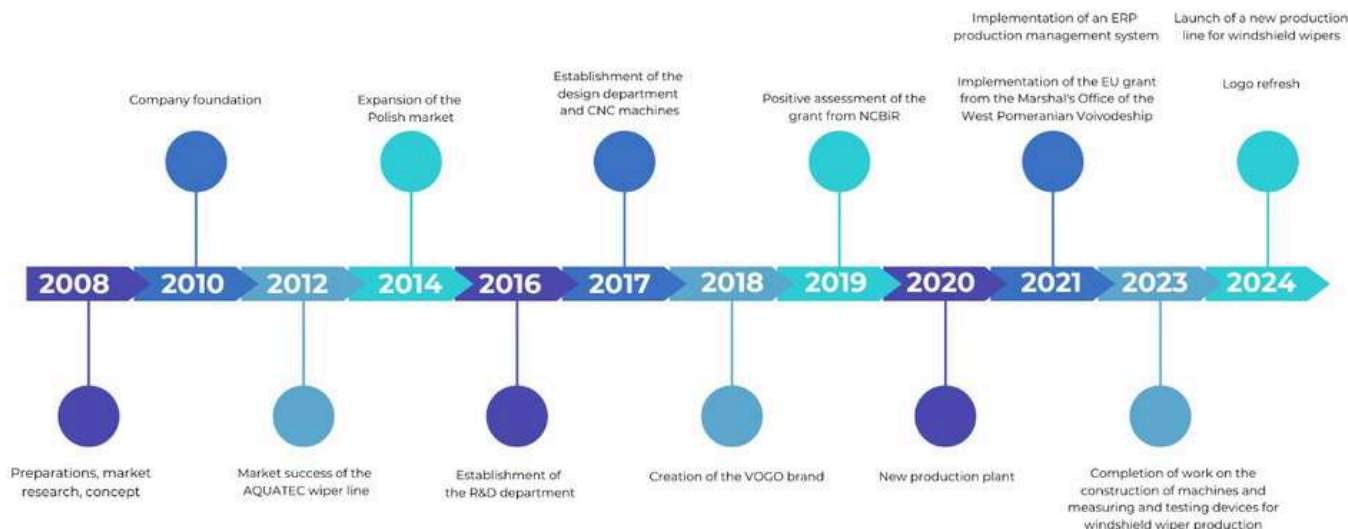 Implementation of an ERP
production management system
Launch of a new production
line for windshield wipers
Company foundation
Expansion of the
Polish market
Establishment of the
design department
and CNC machines
Positive assessment of the
grant from NCBiR
Implementation of the EU grant
from the Marshal's Office of the
West Pomeranian Voivodeship
Logo refresh
2008
2010
2012
2014
2016
2017
2018
2019
2020
2021
2023
2024
Preparations, market
research, concept
Market success of the
AQUATEC wiper line
Establishment of
the R&D department
Creation of the VOGO brand
New production plant
Completion of work on the
construction of machines and
measuring and testing devices for
windshield wiper production